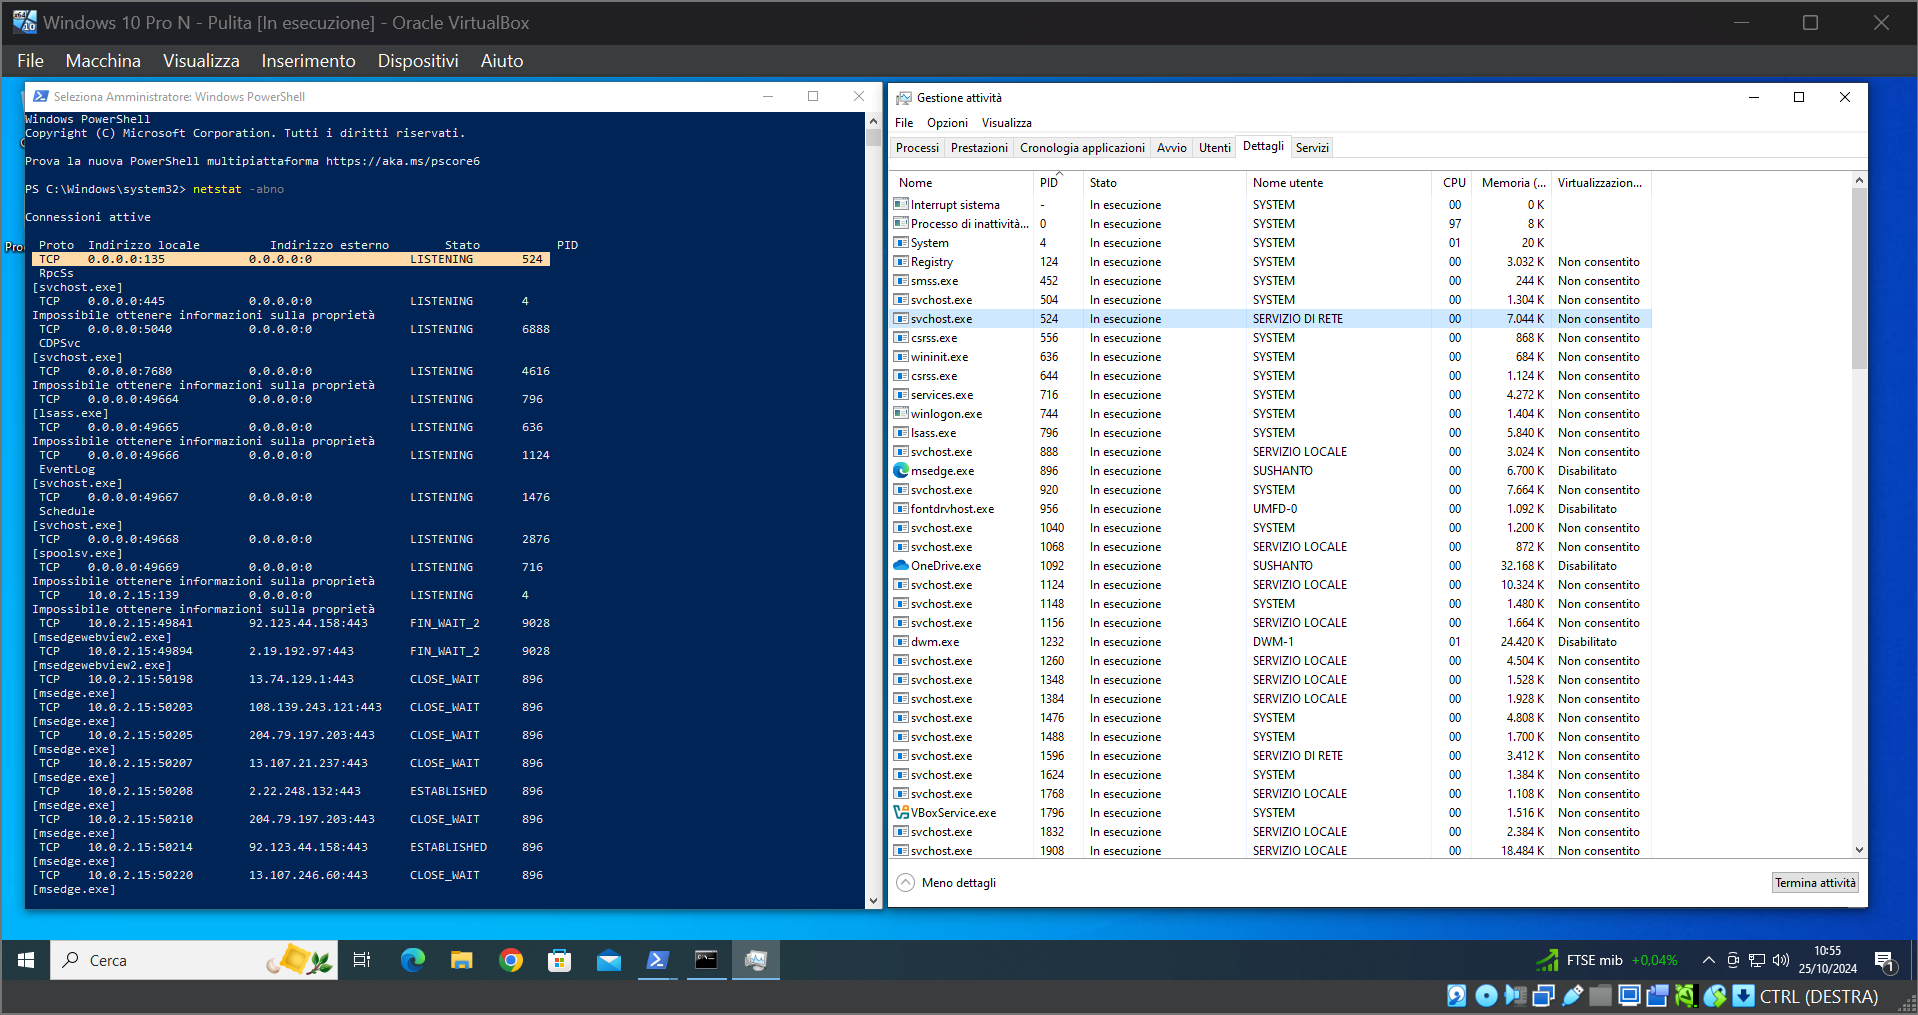 Windows 10 Pro N - Pulita [In esecuzione] - Oracle VirtualBox
File Macchina Visualizza Inserimento Dispositivi Aiuto
Seleziona Amministratore: Windows PowerShell
Windows PowerShell
Copyright (C) Microsoft Corporation. Tutti i diritti riservati.
Prova la nuova PowerShell multipiattaforma https://aka.ms/pscore6
PS C:\Windows\system32> netstat -abno
Connessioni attive
Proto Indirizzo locale Indirizzo esterno Stato PID
TCP 0.0.0.0:135 0.0.0.0:0 LISTENING 524
RpcSs
[svchost.exe]
TCP 0.0.0.0:445 0.0.0.0:0 LISTENING 4
Impossibile ottenere informazioni sulla proprietà
TCP 0.0.0.0:5040 0.0.0.0:0 LISTENING 6888
CDPSvc
[svchost.exe]
TCP 0.0.0.0:7680 0.0.0.0:0 LISTENING 4616
Impossibile ottenere informazioni sulla proprietà
TCP 0.0.0.0:49664 0.0.0.0:0 LISTENING 796
[lsass.exe]
TCP 0.0.0.0:49665 0.0.0.0:0 LISTENING 636
Impossibile ottenere informazioni sulla proprietà
TCP 0.0.0.0:49666 0.0.0.0:0 LISTENING 1124
EventLog
[svchost.exe]
TCP 0.0.0.0:49667 0.0.0.0:0 LISTENING 1476
Schedule
[svchost.exe]
TCP 0.0.0.0:49668 0.0.0.0:0 LISTENING 2876
[spoolsv.exe]
TCP 0.0.0.0:49669 0.0.0.0:0 LISTENING 716
Impossibile ottenere informazioni sulla proprietà
TCP 10.0.2.15:139 0.0.0.0:0 LISTENING 4
Impossibile ottenere informazioni sulla proprietà
TCP 10.0.2.15:49841 92.123.44.158:443 FIN_WAIT_2 9028
[msedgewebview2.exe]
TCP 10.0.2.15:49894 2.19.192.97:443 FIN_WAIT_2 9028
[msedgewebview2.exe]
TCP 10.0.2.15:50198 13.74.129.1:443 CLOSE_WAIT 896
[msedge.exe]
TCP 10.0.2.15:50203 108.139.243.121:443 CLOSE_WAIT 896
[msedge.exe]
TCP 10.0.2.15:50205 204.79.197.203:443 CLOSE_WAIT 896
[msedge.exe]
TCP 10.0.2.15:50207 13.107.21.237:443 CLOSE_WAIT 896
[msedge.exe]
TCP 10.0.2.15:50208 2.22.248.132:443 ESTABLISHED 896
[msedge.exe]
TCP 10.0.2.15:50210 204.79.197.203:443 CLOSE_WAIT 896
[msedge.exe]
TCP 10.0.2.15:50214 92.123.44.158:443 ESTABLISHED 896
[msedge.exe]
TCP 10.0.2.15:50220 13.107.246.60:443 CLOSE_WAIT 896
[msedge.exe]
Gestione attività
File Opzioni Visualizza
Processi Prestazioni Cronologia applicazioni Avvio Utenti Dettagli Servizi
Nome PID Stato Nome utente CPU Memoria (... Virtualizzazion...
Interrupt sistema - In esecuzione SYSTEM 00 0 K
Processo di inattività... 0 In esecuzione SYSTEM 97 8 K
System 4 In esecuzione SYSTEM 01 20 K
Registry 124 In esecuzione SYSTEM 00 3.032 K Non consentito
smss.exe 452 In esecuzione SYSTEM 00 244 K Non consentito
svchost.exe 504 In esecuzione SYSTEM 00 1.304 K Non consentito
svchost.exe 524 In esecuzione SERVIZIO DI RETE 00 7.044 K Non consentito
csrss.exe 556 In esecuzione SYSTEM 00 868 K Non consentito
wininit.exe 636 In esecuzione SYSTEM 00 684 K Non consentito
csrss.exe 644 In esecuzione SYSTEM 00 1.124 K Non consentito
services.exe 716 In esecuzione SYSTEM 00 4.272 K Non consentito
winlogon.exe 744 In esecuzione SYSTEM 00 1.404 K Non consentito
lsass.exe 796 In esecuzione SYSTEM 00 5.840 K Non consentito
svchost.exe 888 In esecuzione SERVIZIO LOCALE 00 3.024 K Non consentito
msedge.exe 896 In esecuzione SUSHANTO 00 6.700 K Disabilitato
svchost.exe 920 In esecuzione SYSTEM 00 7.664 K Non consentito
fontdrvhost.exe 956 In esecuzione UMFD-0 00 1.092 K Disabilitato
svchost.exe 1040 In esecuzione SYSTEM 00 1.200 K Non consentito
svchost.exe 1068 In esecuzione SERVIZIO LOCALE 00 872 K Non consentito
OneDrive.exe 1092 In esecuzione SUSHANTO 00 32.168 K Disabilitato
svchost.exe 1124 In esecuzione SERVIZIO LOCALE 00 10.324 K Non consentito
svchost.exe 1148 In esecuzione SYSTEM 00 1.480 K Non consentito
svchost.exe 1156 In esecuzione SERVIZIO LOCALE 00 1.664 K Non consentito
dwm.exe 1232 In esecuzione DWM-1 01 24.420 K Disabilitato
svchost.exe 1260 In esecuzione SERVIZIO LOCALE 00 4.504 K Non consentito
svchost.exe 1348 In esecuzione SERVIZIO LOCALE 00 1.528 K Non consentito
svchost.exe 1384 In esecuzione SERVIZIO LOCALE 00 1.928 K Non consentito
svchost.exe 1476 In esecuzione SYSTEM 00 4.808 K Non consentito
svchost.exe 1488 In esecuzione SYSTEM 00 1.700 K Non consentito
svchost.exe 1596 In esecuzione SERVIZIO DI RETE 00 3.412 K Non consentito
svchost.exe 1624 In esecuzione SYSTEM 00 1.384 K Non consentito
svchost.exe 1768 In esecuzione SERVIZIO LOCALE 00 1.108 K Non consentito
VBoxService.exe 1796 In esecuzione SYSTEM 00 1.516 K Non consentito
svchost.exe 1832 In esecuzione SERVIZIO LOCALE 00 2.384 K Non consentito
svchost.exe 1908 In esecuzione SERVIZIO LOCALE 00 18.484 K Non consentito
Meno dettagli Termina attività
Cerca
FTSE mib +0,04%
10:55
25/10/2024
1
CTRL (DESTRA)